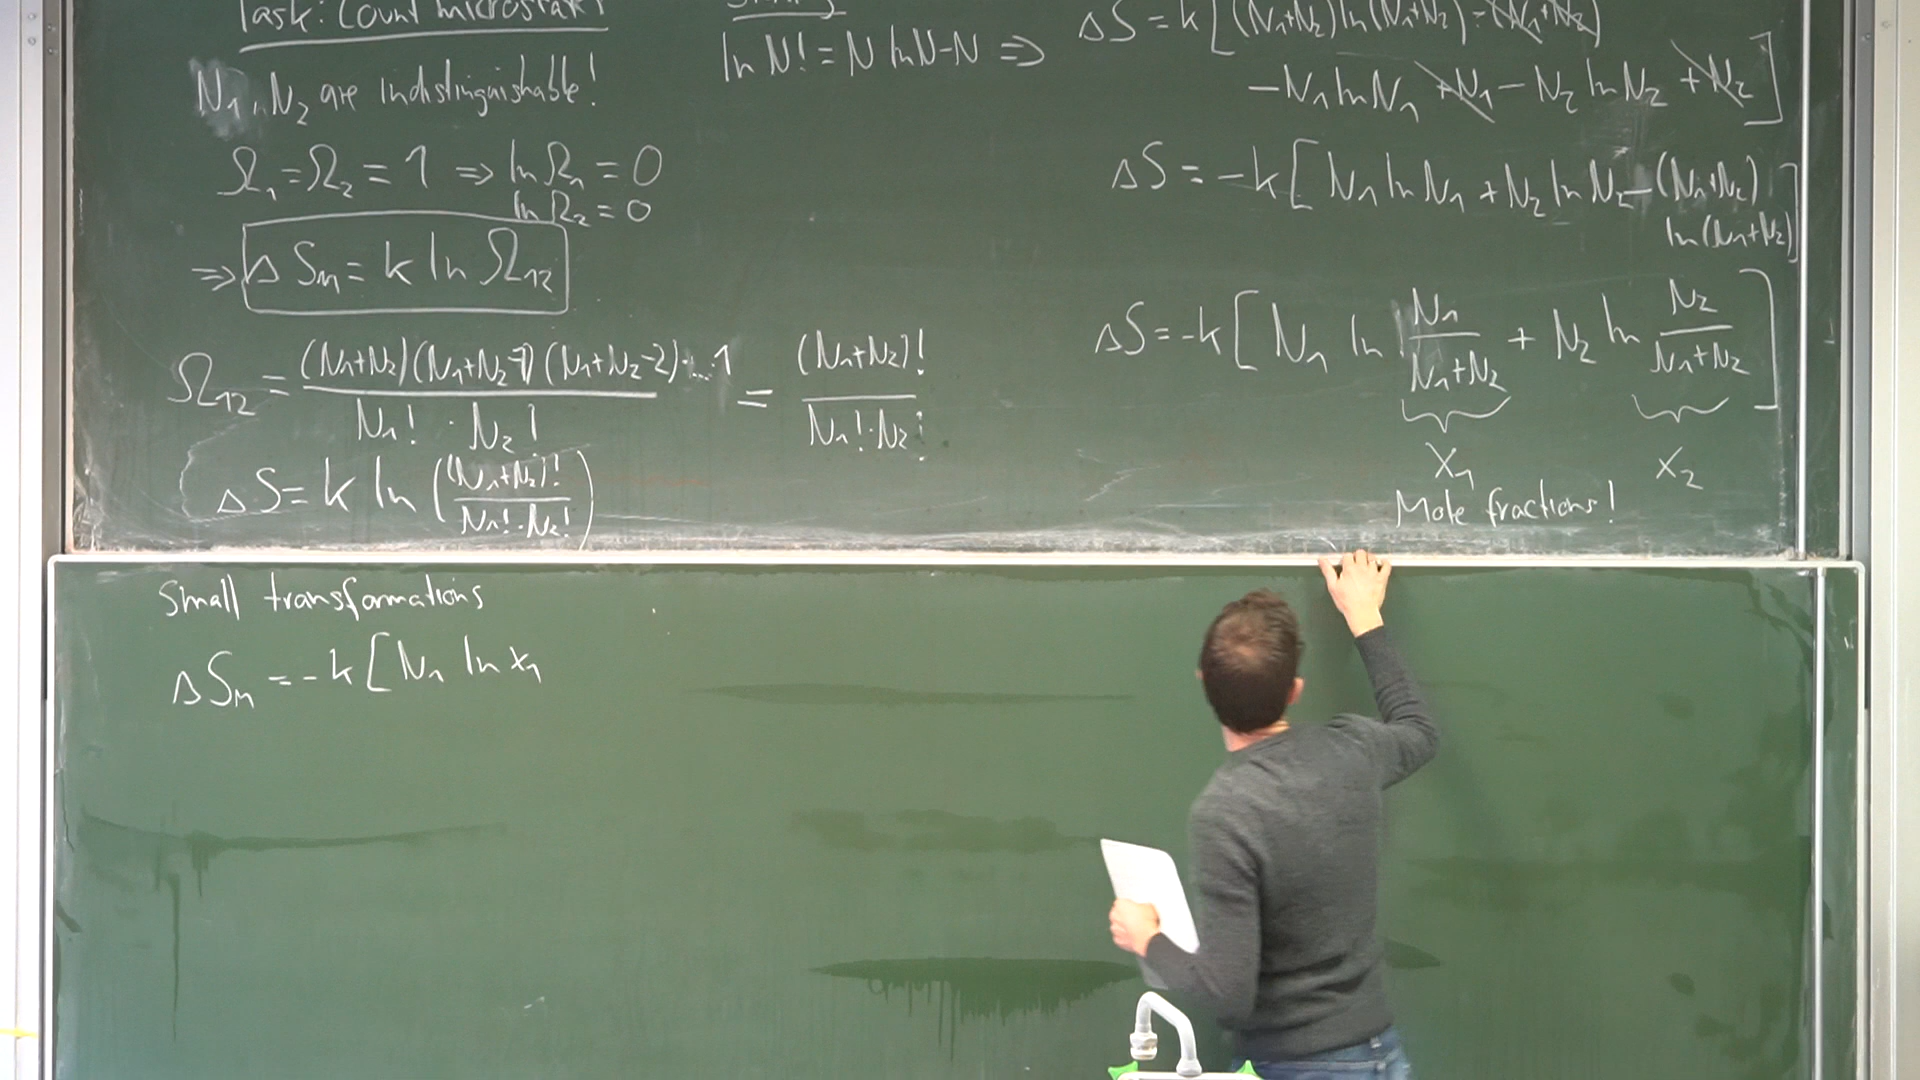 Task: Count microstates
N₁, N₂ are indistinguishable!
Ω₁ = Ω₂ = 1 ⇒ ln Ω₁ = 0
ln Ω₂ = 0
⇒ ΔS_M = k ln Ω₁₂
Ω₁₂ = (N₁+N₂)(N₁+N₂-1)(N₁+N₂-2)·...·1 / N₁! · N₂! = (N₁+N₂)! / N₁!·N₂!
ΔS = k ln ((N₁+N₂)! / N₁!·N₂!)
ln N! = N ln N - N ⇒
ΔS = k [(N₁+N₂) ln (N₁+N₂) - (N₁+N₂)
- N₁ ln N₁ + N₁ - N₂ ln N₂ + N₂]
ΔS = -k [N₁ ln N₁ + N₂ ln N₂ - (N₁+N₂)
ln (N₁+N₂)]
ΔS = -k [N₁ ln N₁/(N₁+N₂) + N₂ ln N₂/(N₁+N₂)]
x₁ x₂
Mole fractions!
Small transformations
ΔS_M = -k [N₁ ln x₁